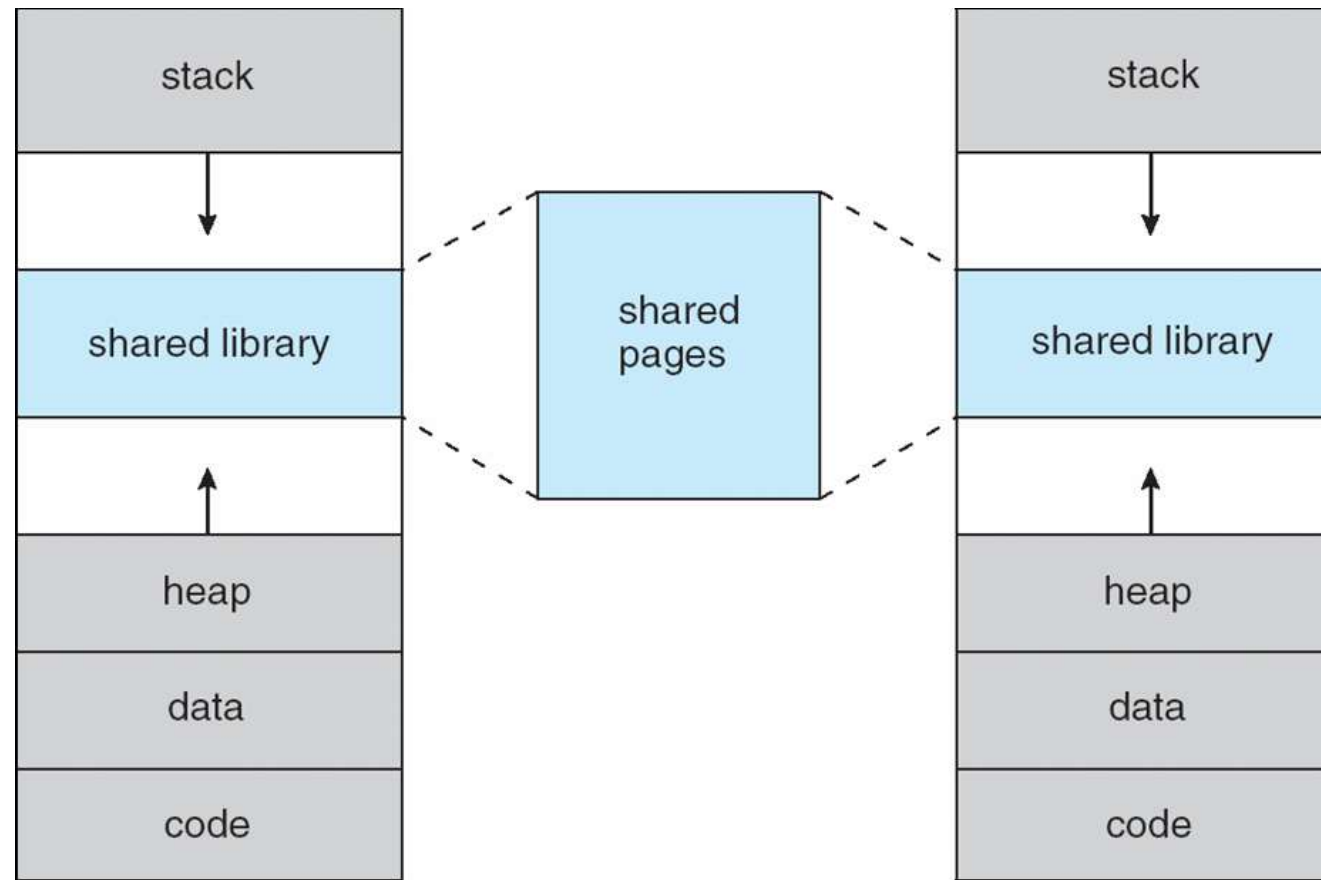 stack
shared library
heap
data
code
shared
pages
stack
shared library
heap
data
code